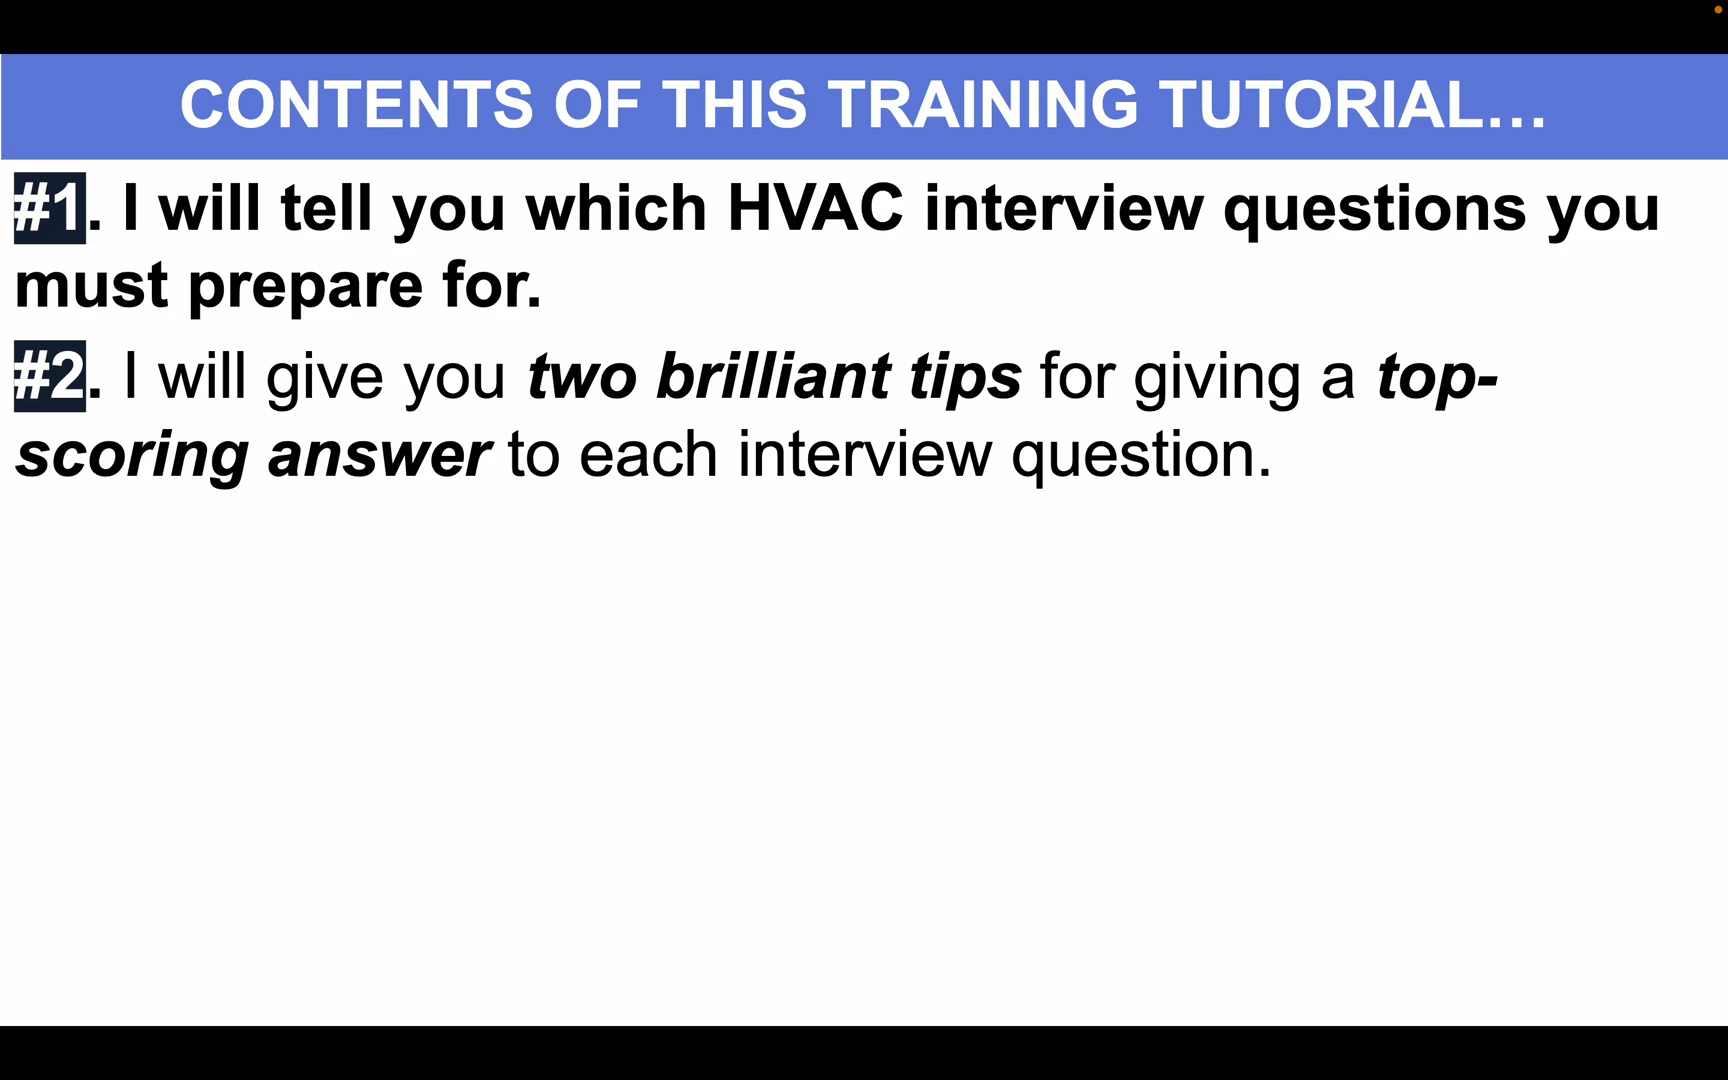 CONTENTS OF THIS TRAINING TUTORIAL…
#1. I will tell you which HVAC interview questions you
must prepare for.
#2. I will give you two brilliant tips for giving a top-
scoring answer to each interview question.